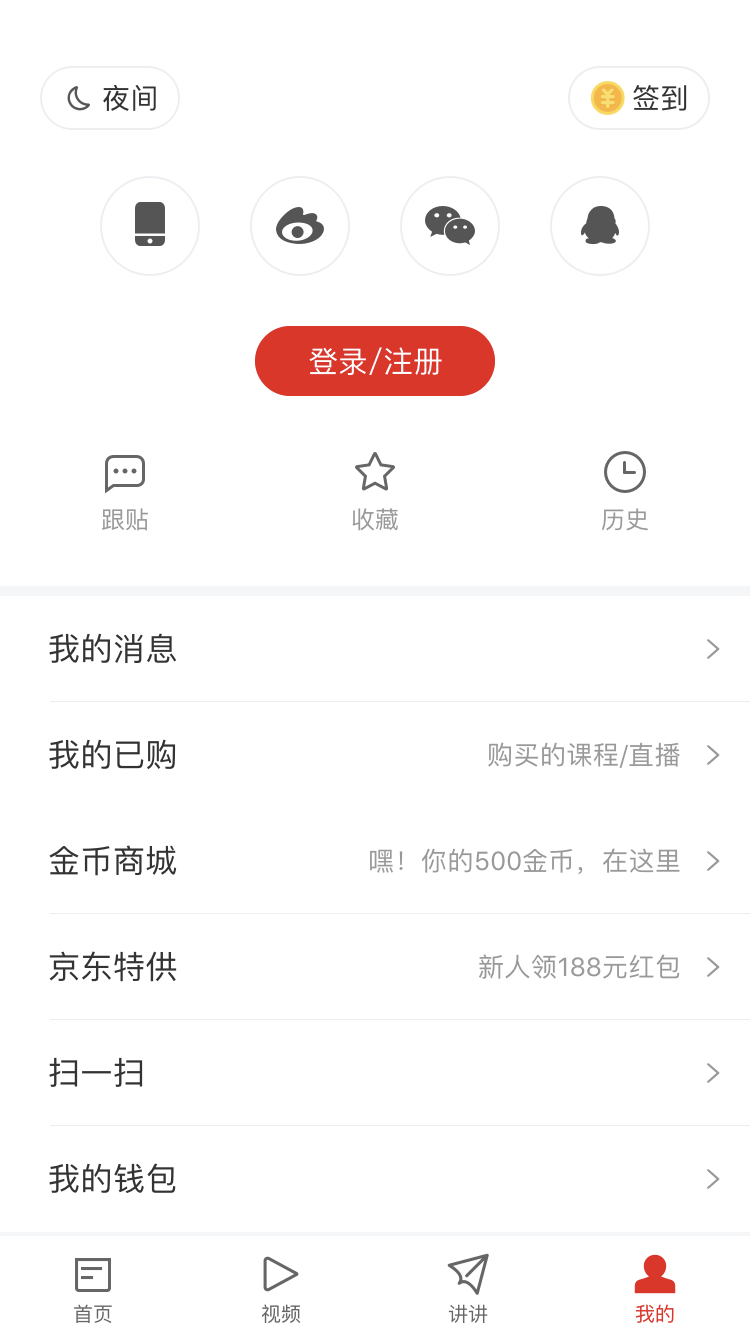 夜间
签到
登录/注册
跟贴
收藏
历史
我的消息
我的已购
购买的课程/直播
金币商城
嘿！你的500金币，在这里
京东特供
新人领188元红包
扫一扫
我的钱包
首页
视频
讲讲
我的